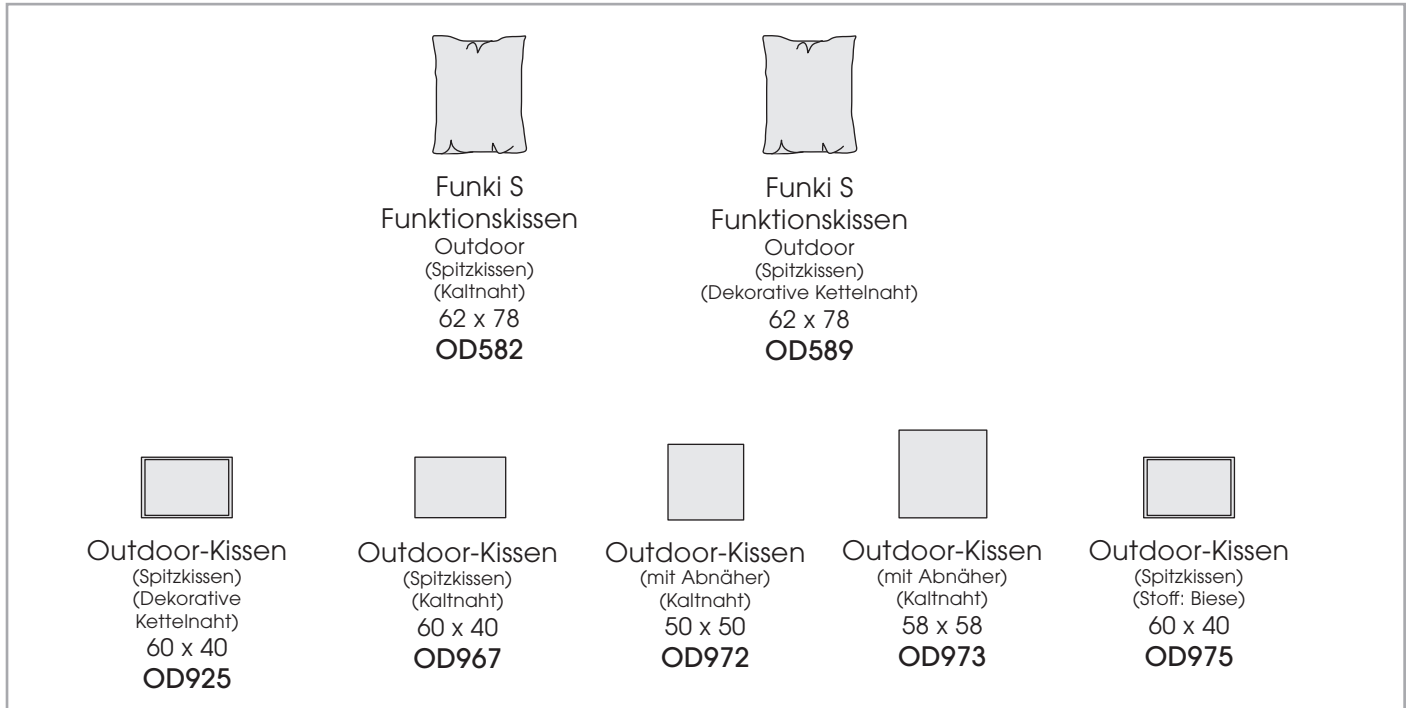 Funki S
Funktionskissen
Outdoor
(Spitzkissen)
(Kaltnaht)
62 x 78
OD582
Funki S
Funktionskissen
Outdoor
(Spitzkissen)
(Dekorative Kettelnaht)
62 x 78
OD589
Outdoor-Kissen
(Spitzkissen)
(Dekorative
Kettelnaht)
60 x 40
OD925
Outdoor-Kissen
(Spitzkissen)
(Kaltnaht)
60 x 40
OD967
Outdoor-Kissen
(mit Abnäher)
(Kaltnaht)
50 x 50
OD972
Outdoor-Kissen
(mit Abnäher)
(Kaltnaht)
58 x 58
OD973
Outdoor-Kissen
(Spitzkissen)
(Stoff: Biese)
60 x 40
OD975